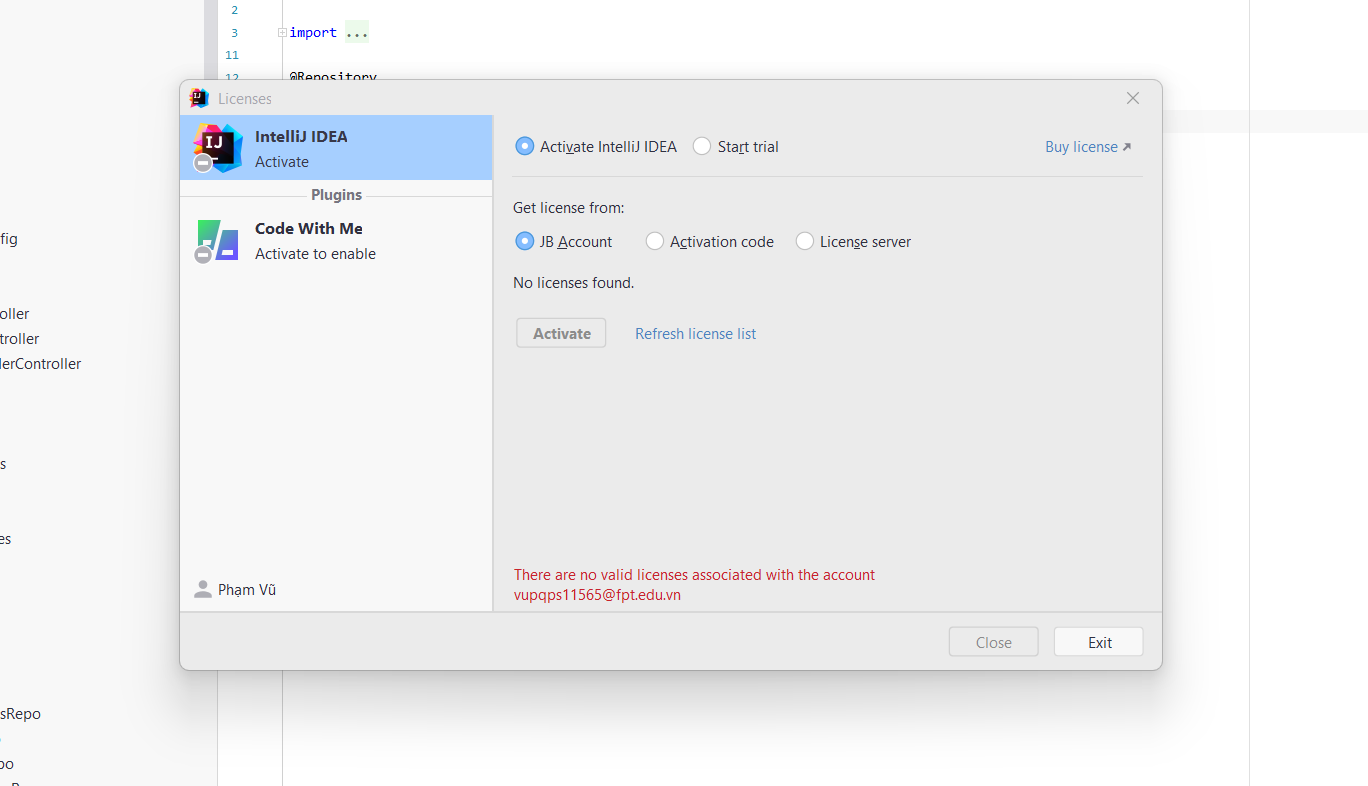 2
3 import ...
11
12 @Repository
Licenses
IntelliJ IDEA
Activate
Plugins
Code With Me
Activate to enable
Phạm Vũ
Activate IntelliJ IDEA Start trial Buy license
Get license from:
JB Account Activation code License server
No licenses found.
Activate Refresh license list
There are no valid licenses associated with the account
vupqps11565@fpt.edu.vn
Close Exit
fig
oller
troller
lerController
s
es
sRepo
po